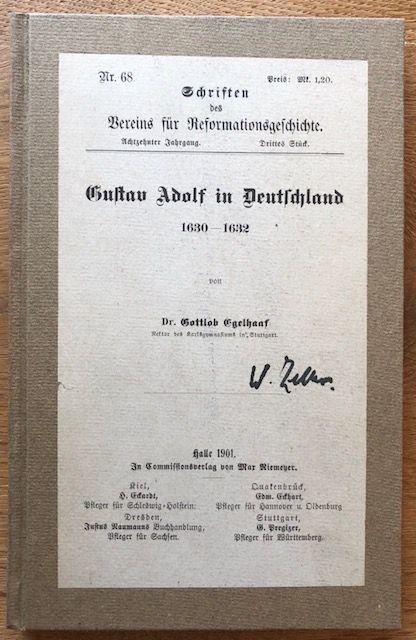 Nr. 68. Preis: Mk. 1,20.
Schriften
des
Vereins für Reformationsgeschichte.
Achtzehnter Jahrgang. Drittes Stück.
Gustav Adolf in Deutschland
1630—1632
von
Dr. Gottlob Egelhaaf
Rektor des Karlsgymnasiums in Stuttgart.
W. Zeller.
Halle 1901.
In Commissionsverlag von Max Niemeyer.
Kiel, Quakenbrück,
H. Eckardt, Edm. Eckhart,
Pfleger für Schleswig-Holstein. Pfleger für Hannover u. Oldenburg
Dresden, Stuttgart,
Justus Naumanns Buchhandlung, G. Pregizer,
Pfleger für Sachsen. Pfleger für Württemberg.